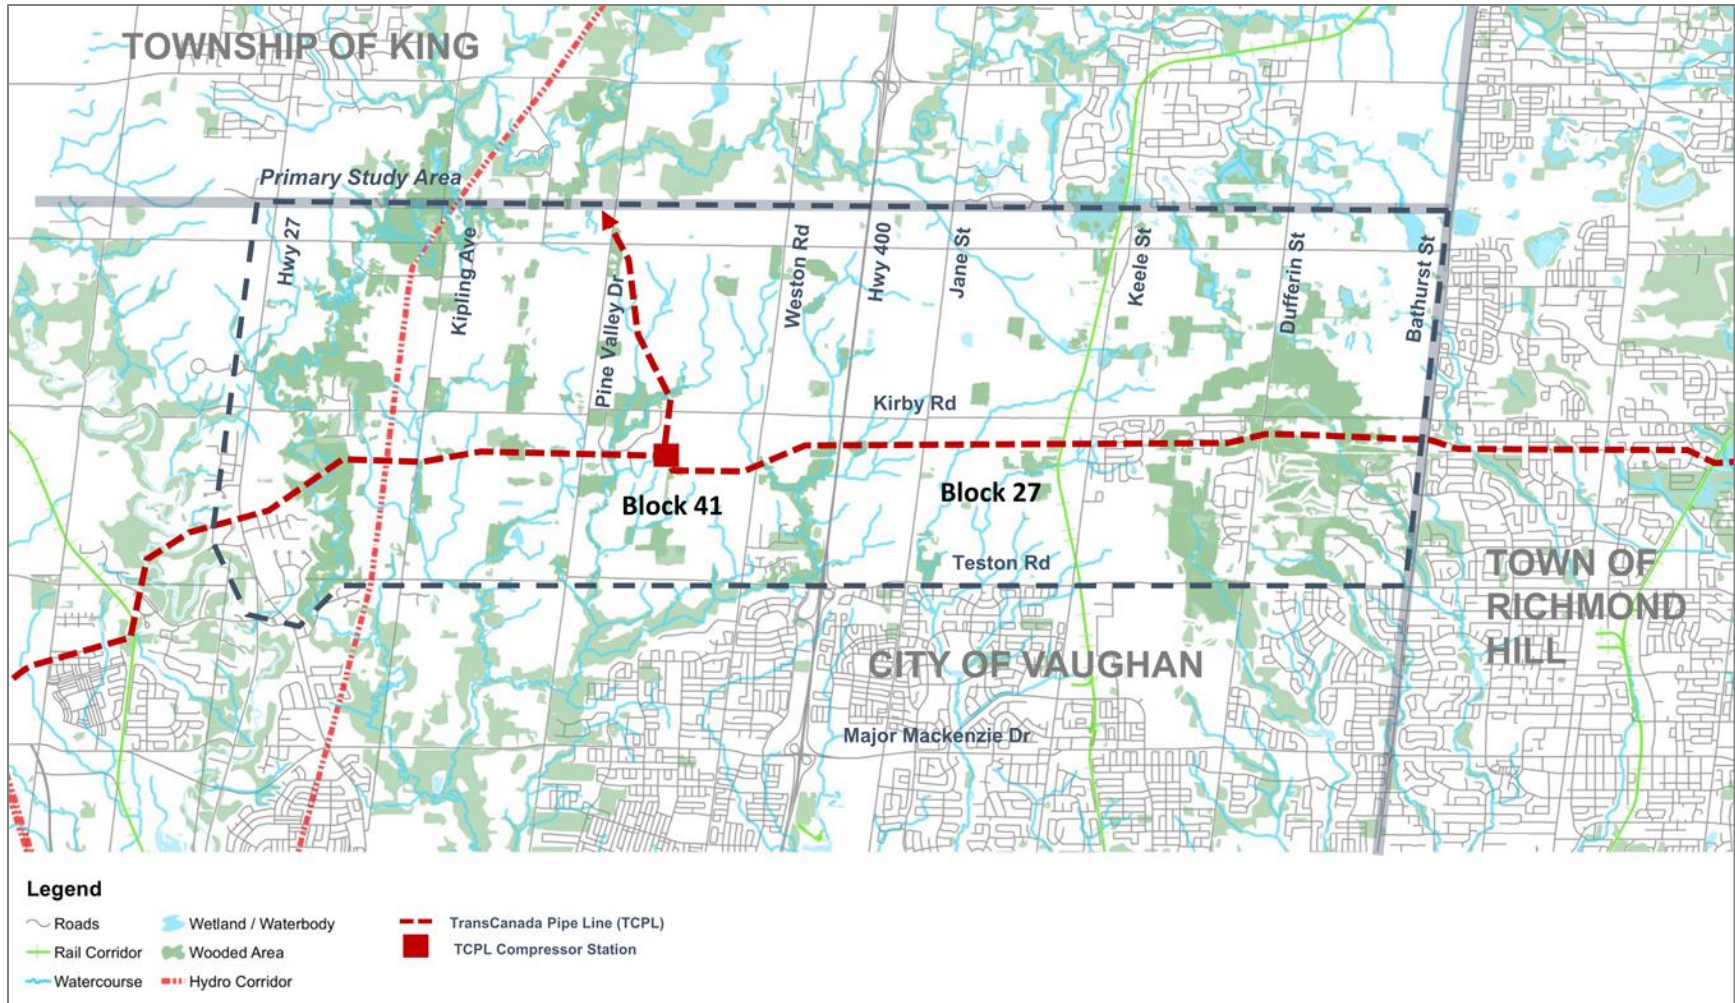 TOWNSHIP OF KING
Primary Study Area
Hwy 27
Kipling Ave
Pine Valley Dr
Weston Rd
Hwy 400
Jane St
Keele St
Dufferin St
Bathurst St
Kirby Rd
Block 41
Block 27
Teston Rd
TOWN OF
RICHMOND
HILL
CITY OF VAUGHAN
Major Mackenzie Dr
Legend
Roads
Wetland / Waterbody
TransCanada Pipe Line (TCPL)
Rail Corridor
Wooded Area
TCPL Compressor Station
Watercourse
Hydro Corridor